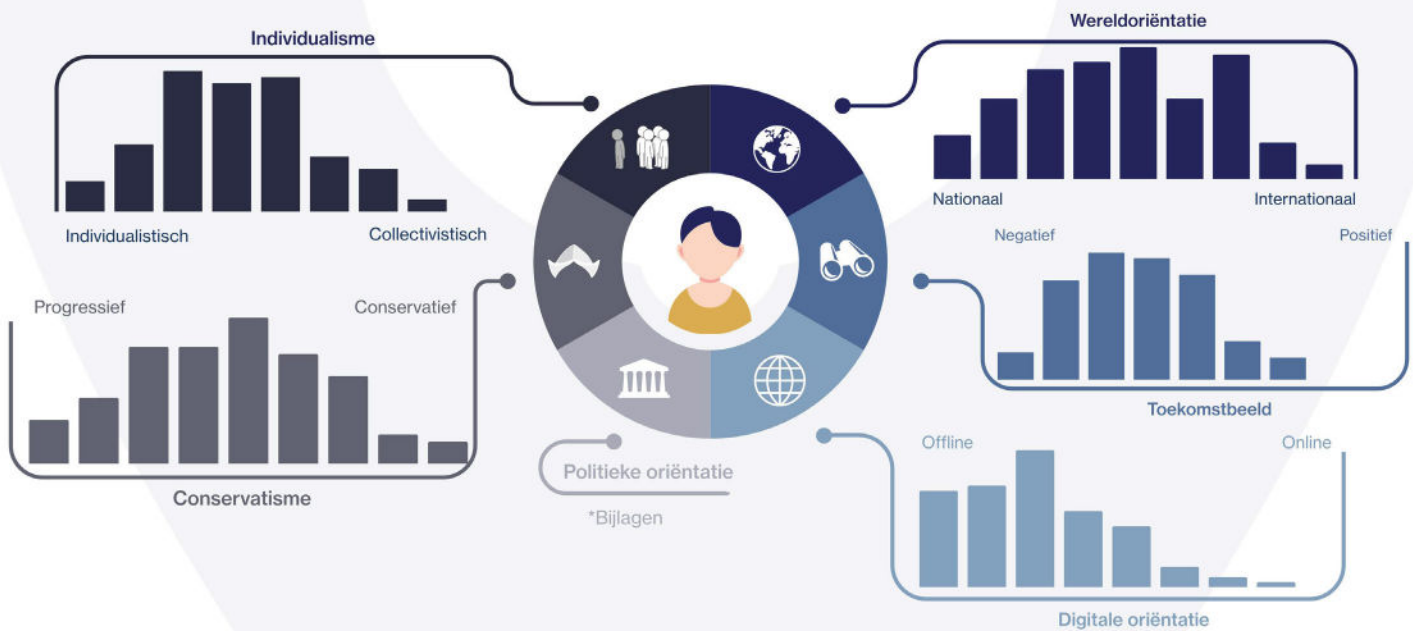 Individualisme
Individualistisch
Collectivistisch
Wereldoriëntatie
Nationaal
Internationaal
Progressief
Conservatief
Conservatisme
Negatief
Positief
Toekomstbeeld
Politieke oriëntatie
*Bijlagen
Offline
Online
Digitale oriëntatie